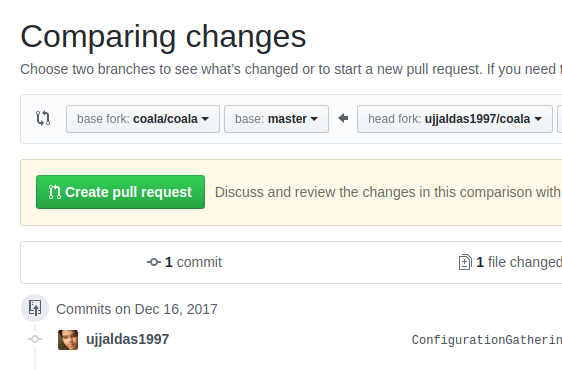 Comparing changes
Choose two branches to see what's changed or to start a new pull request. If you need
base fork: coala/coala base: master head fork: ujjaldas1997/coala
Create pull request Discuss and review the changes in this comparison with
1 commit 1 file changed
Commits on Dec 16, 2017
ujjaldas1997 ConfigurationGatherin